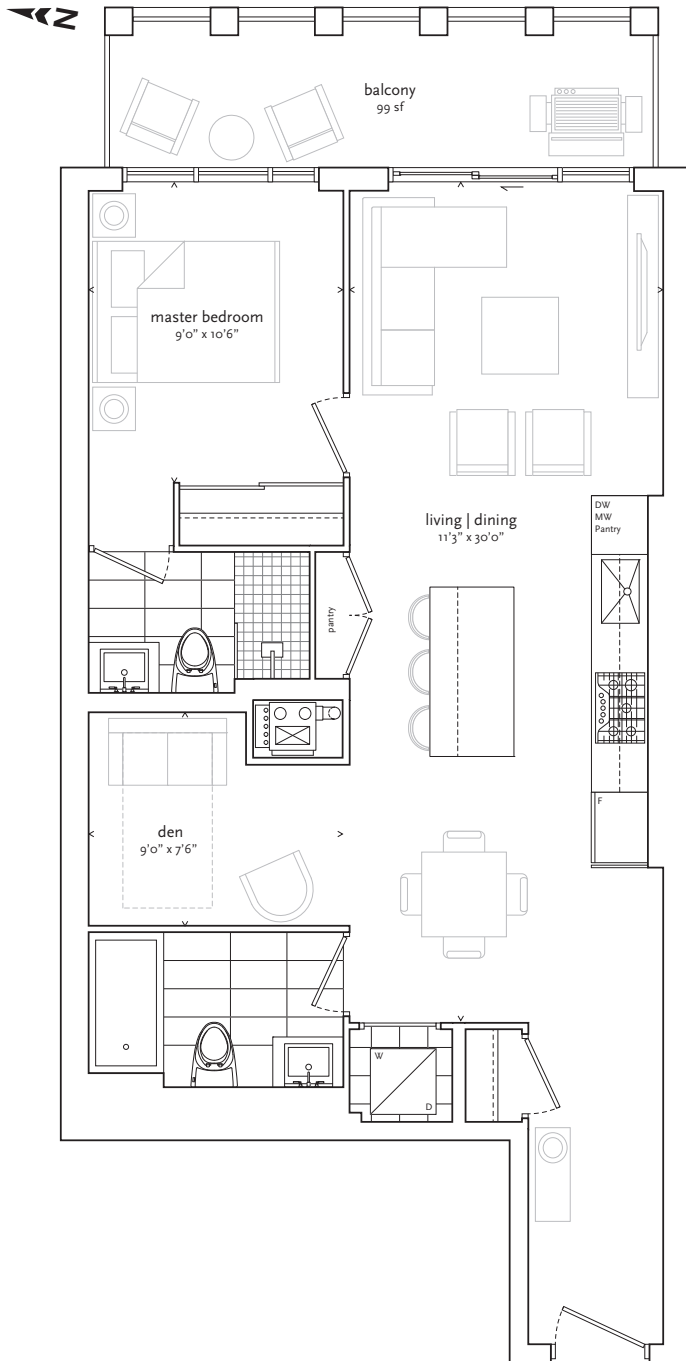 N
balcony
99 sf
master bedroom
9'0" x 10'6"
living | dining
11'3" x 30'0"
DW
MW
Pantry
pantry
F
den
9'0" x 7'6"
W
D